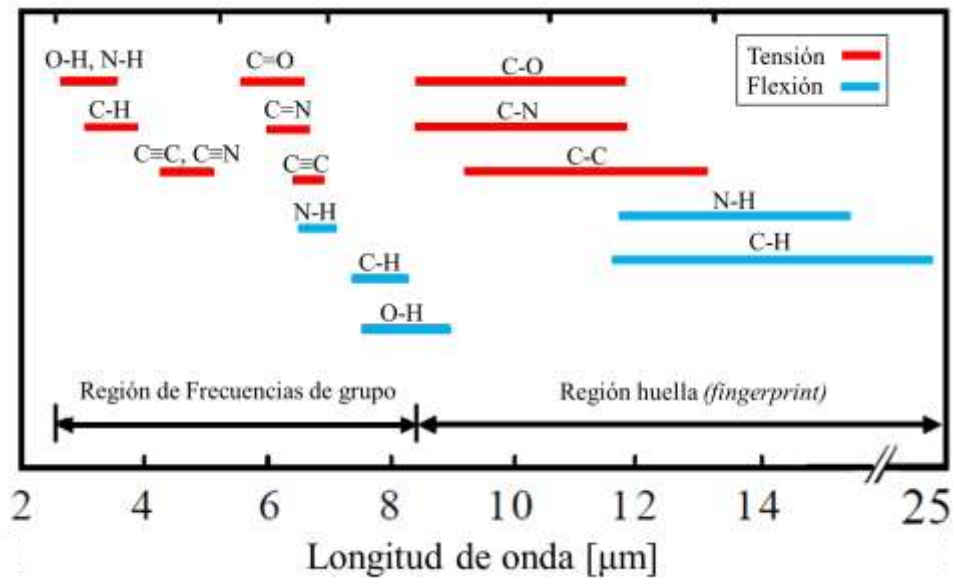 O-H, N-H
C=O
C-O
Tensión
Flexión
C-H
C=N
C-N
C≡C, C≡N
C=C
C-C
N-H
N-H
C-H
C-H
O-H
Región de Frecuencias de grupo
Región huella (fingerprint)
2 4 6 8 10 12 14 25
Longitud de onda [μm]